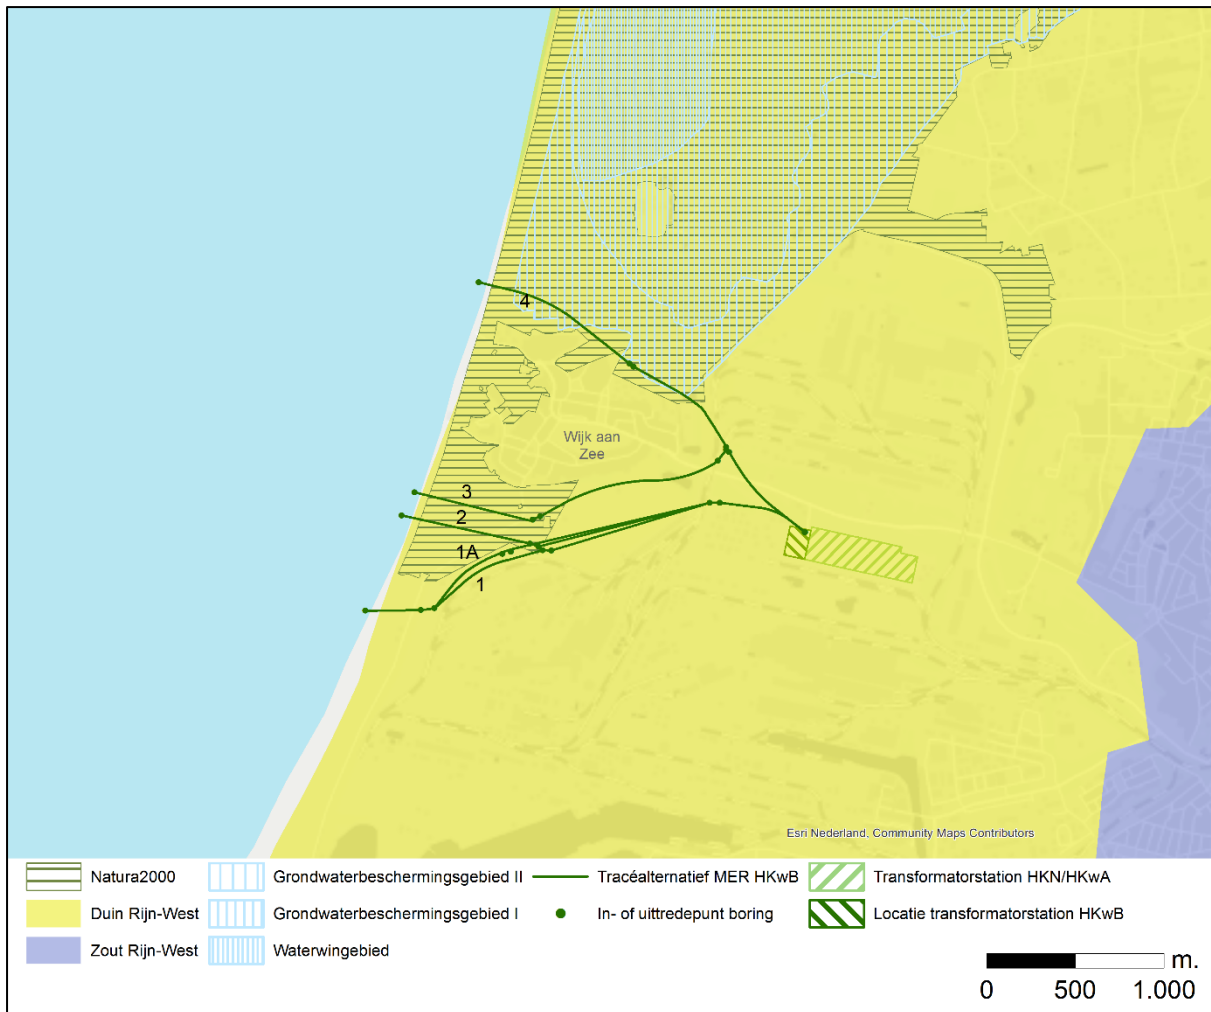 4
Wijk aan
Zee
3
2
1A
1
Esri Nederland, Community Maps Contributors
Natura2000
Grondwaterbeschermingsgebied II
Tracéalternatief MER HKwB
Transformatorstation HKN/HKwA
Duin Rijn-West
Grondwaterbeschermingsgebied I
In- of uittredepunt boring
Locatie transformatorstation HKwB
Zout Rijn-West
Waterwingebied
m.
0 500 1.000